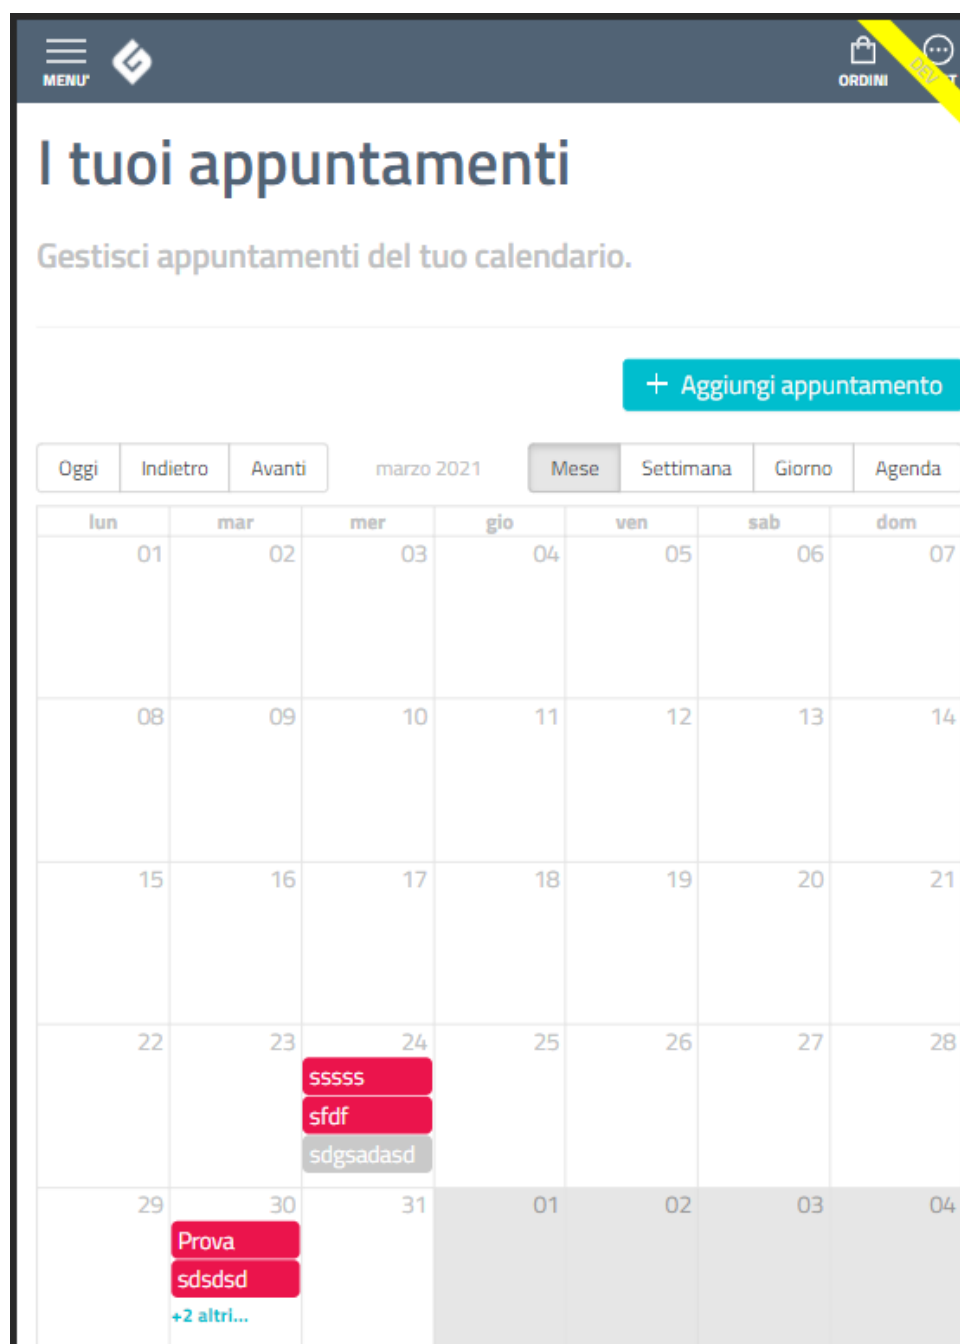 MENU'
ORDINI
DEV
I tuoi appuntamenti
Gestisci appuntamenti del tuo calendario.
+ Aggiungi appuntamento
Oggi Indietro Avanti marzo 2021 Mese Settimana Giorno Agenda
lun mar mer gio ven sab dom
01 02 03 04 05 06 07
08 09 10 11 12 13 14
15 16 17 18 19 20 21
22 23 24 25 26 27 28
sssss
sfdf
sdgsadasd
29 30 31 01 02 03 04
Prova
sdsdsd
+2 altri...